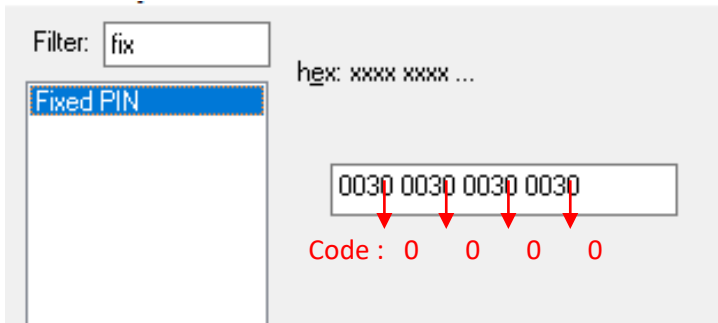 Filter: fix
hex: xxxx xxxx ...
Fixed PIN
0030 0030 0030 0030
Code : 0 0 0 0